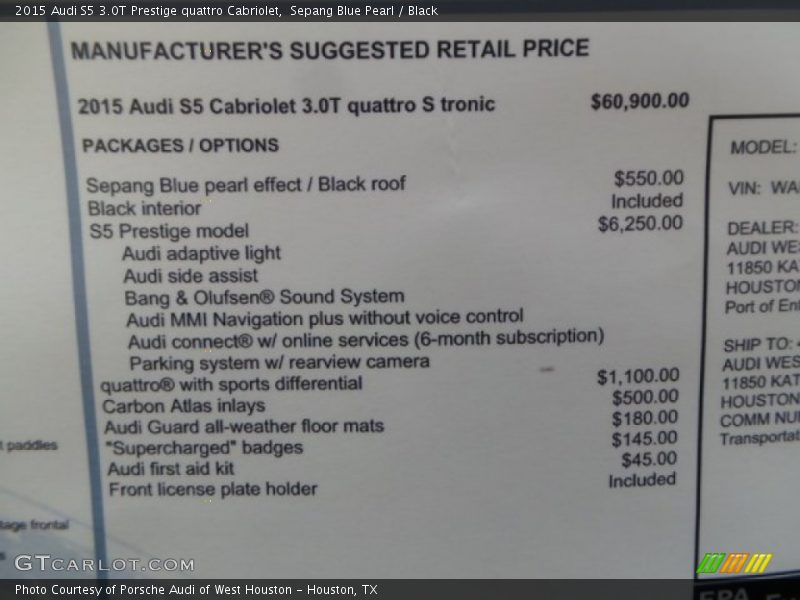 2015 Audi S5 3.0T Prestige quattro Cabriolet,  Sepang Blue Pearl / Black
MANUFACTURER'S SUGGESTED RETAIL PRICE
2015 Audi S5 Cabriolet 3.0T quattro S tronic $60,900.00
PACKAGES / OPTIONS
Sepang Blue pearl effect / Black roof $550.00
Black interior Included
S5 Prestige model $6,250.00
Audi adaptive light
Audi side assist
Bang & Olufsen® Sound System
Audi MMI Navigation plus without voice control
Audi connect® w/ online services (6-month subscription)
Parking system w/ rearview camera
quattro® with sports differential $1,100.00
Carbon Atlas inlays $500.00
Audi Guard all-weather floor mats $180.00
"Supercharged" badges $145.00
Audi first aid kit $45.00
Front license plate holder Included
MODEL:
VIN: WA
DEALER:
AUDI WES
11850 KAT
HOUSTON
Port of Ent
SHIP TO:
AUDI WES
11850 KAT
HOUSTON
COMM NU
Transportat
t paddles
tage frontal
GTCARLOT.COM
EPA
Photo Courtesy of Porsche Audi of West Houston - Houston, TX